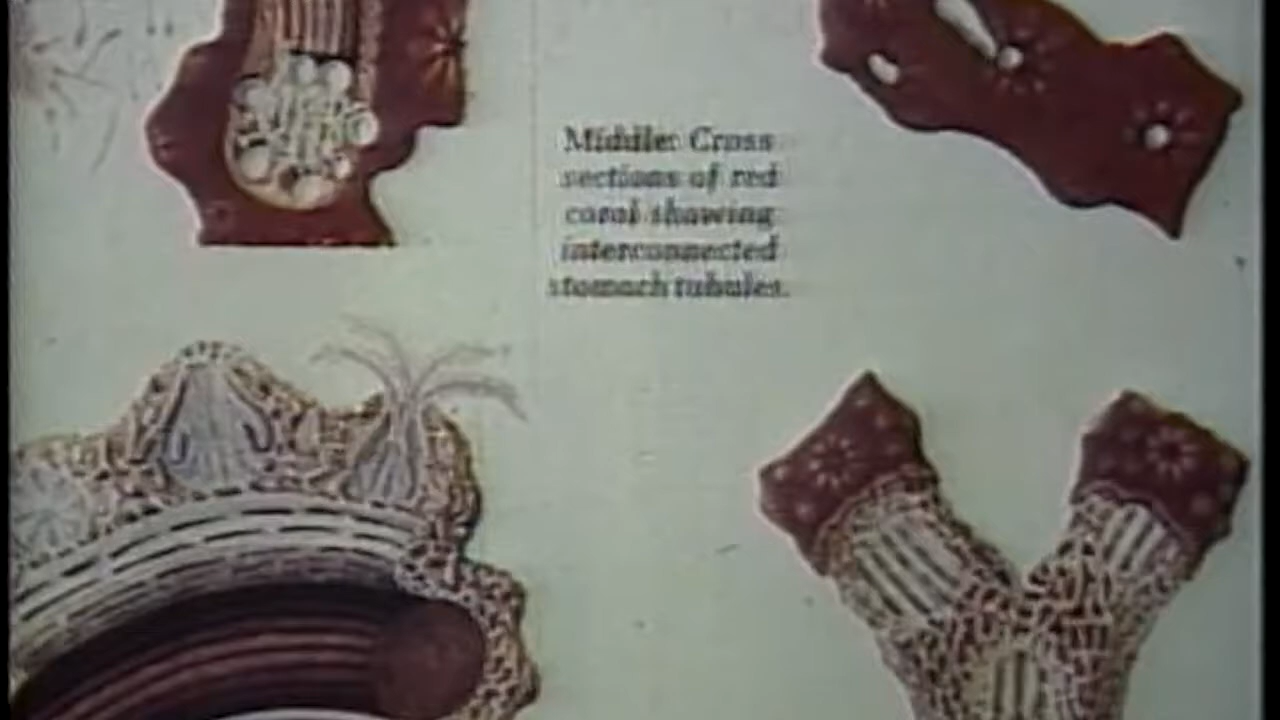 Middle: Cross
sections of red
coral showing
interconnected
stomach tubules.